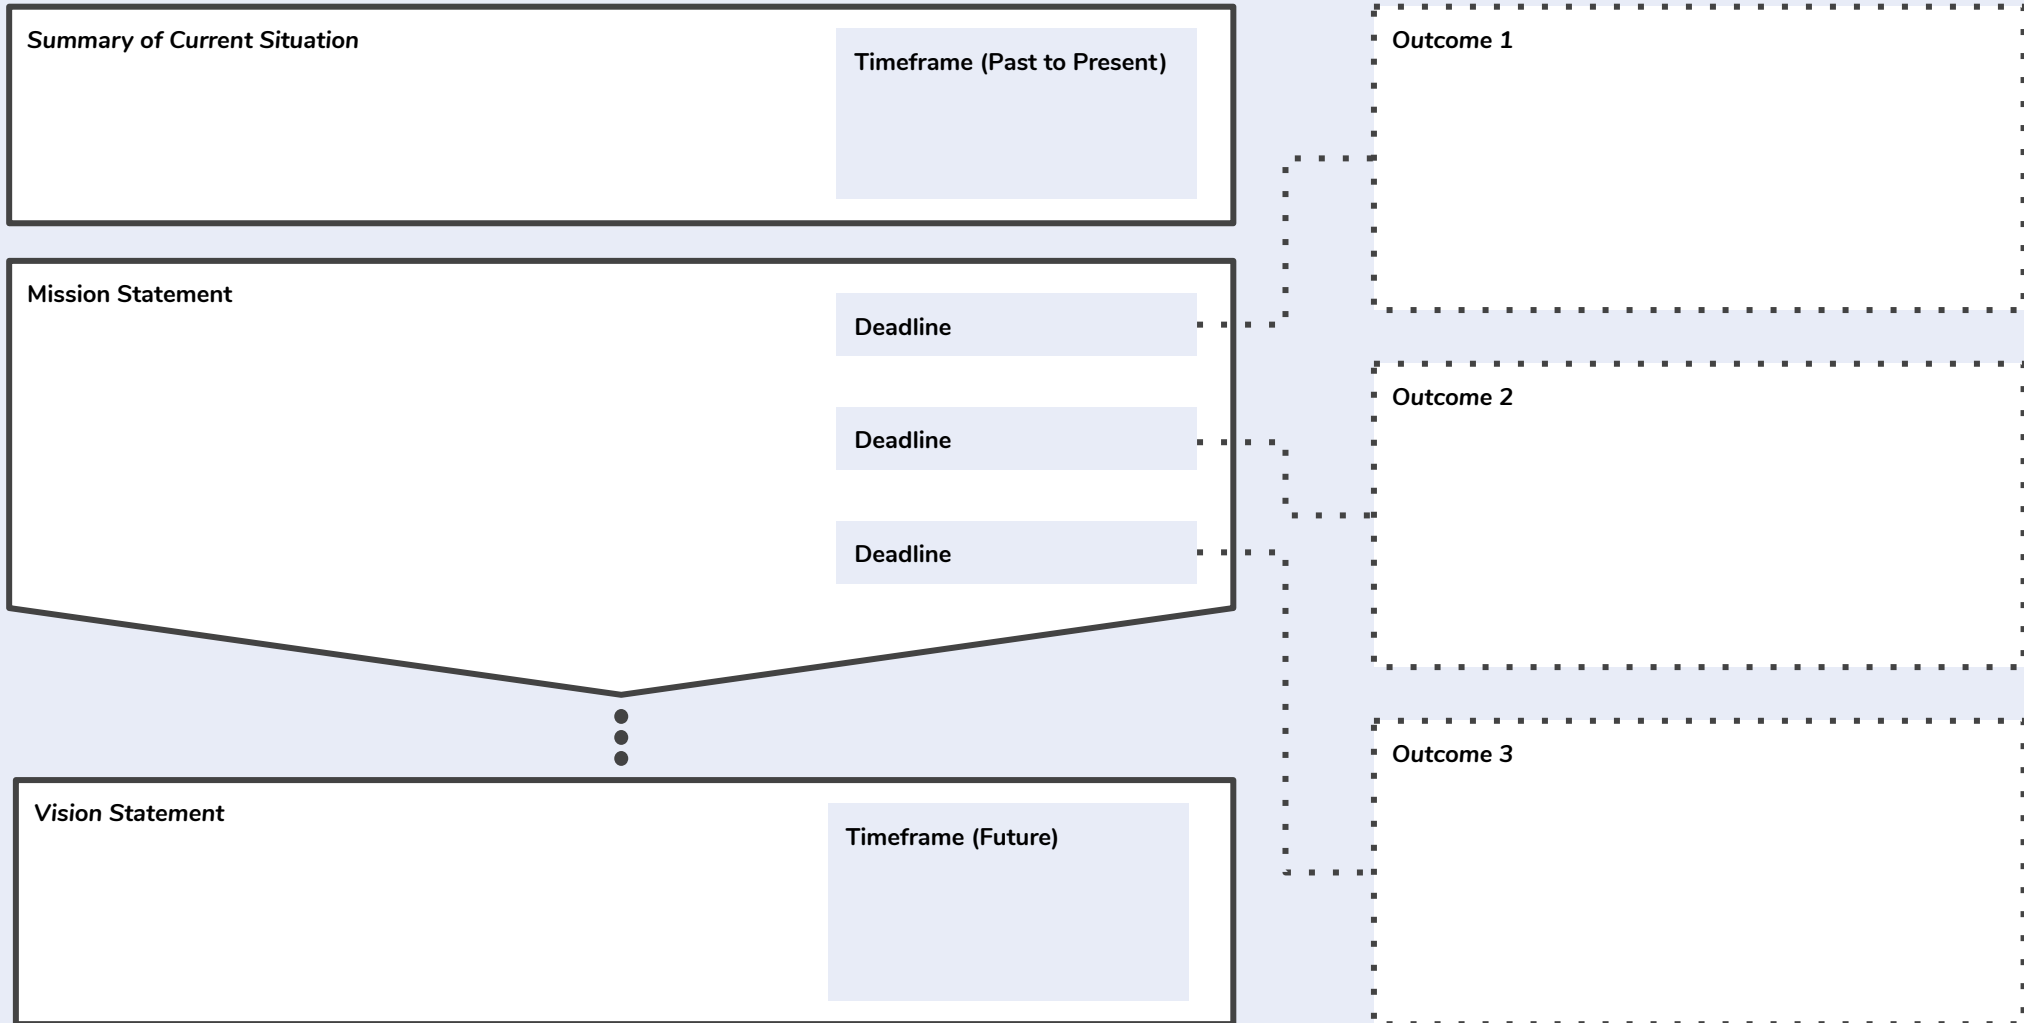 Summary of Current Situation
Timeframe (Past to Present)
Mission Statement
Deadline
Deadline
Deadline
Vision Statement
Timeframe (Future)
Outcome 1
Outcome 2
Outcome 3